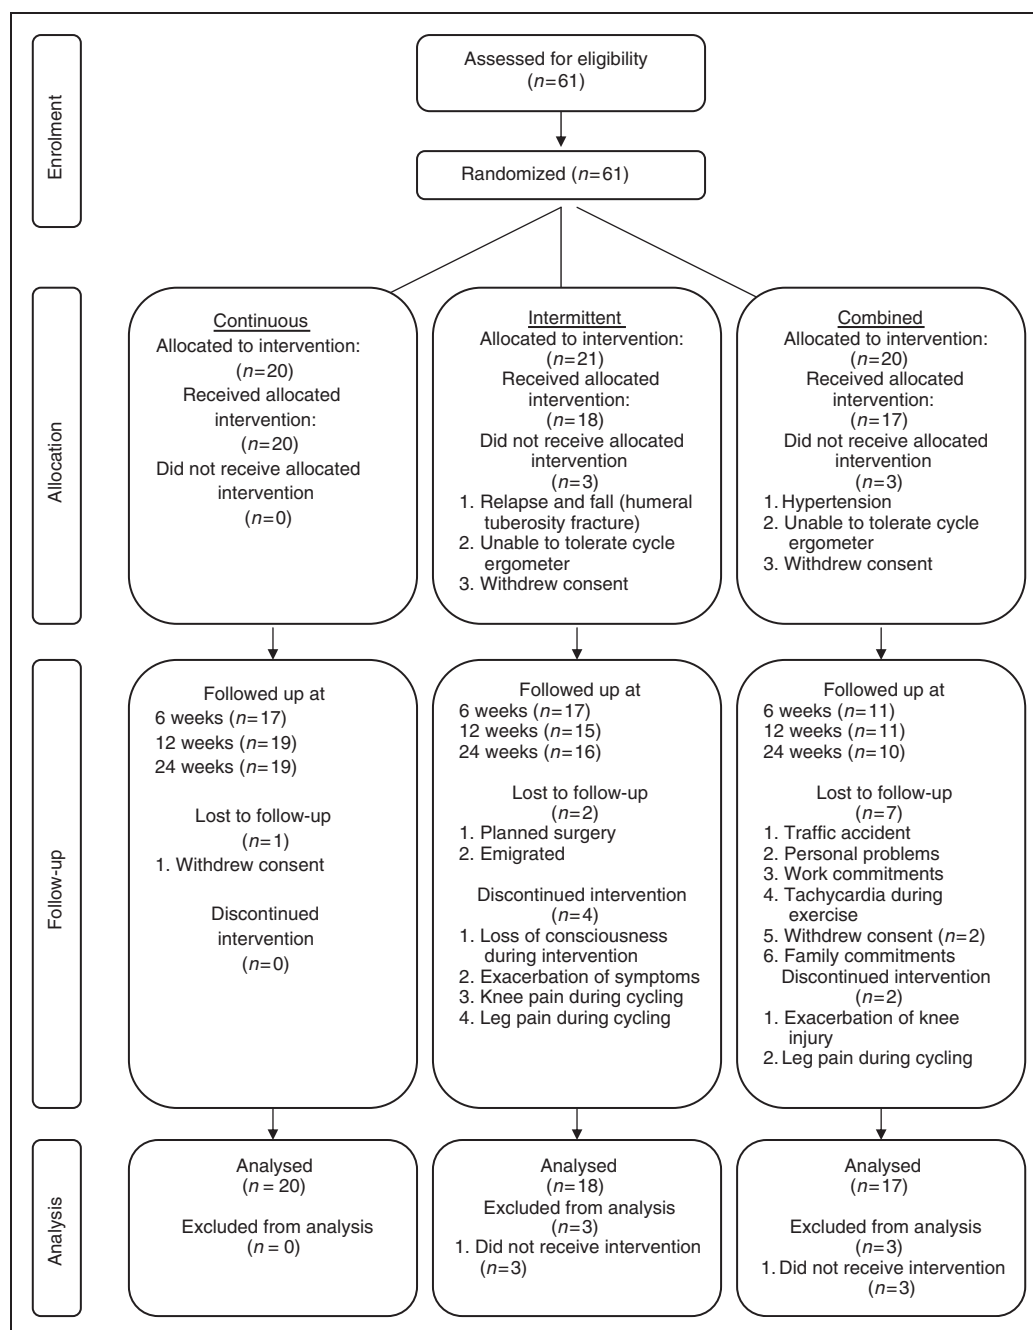 Enrolment
Assessed for eligibility
(n=61)
Randomized (n=61)
Allocation
Continuous
Allocated to intervention:
(n=20)
Received allocated
intervention:
(n=20)
Did not receive allocated
intervention
(n=0)
Intermittent
Allocated to intervention:
(n=21)
Received allocated
intervention:
(n=18)
Did not receive allocated
intervention
(n=3)
1. Relapse and fall (humeral
tuberosity fracture)
2. Unable to tolerate cycle
ergometer
3. Withdrew consent
Combined
Allocated to intervention:
(n=20)
Received allocated
intervention:
(n=17)
Did not receive allocated
intervention
(n=3)
1. Hypertension
2. Unable to tolerate cycle
ergometer
3. Withdrew consent
Follow-up
Followed up at
6 weeks (n=17)
12 weeks (n=19)
24 weeks (n=19)
Lost to follow-up
(n=1)
1. Withdrew consent
Discontinued
intervention
(n=0)
Followed up at
6 weeks (n=17)
12 weeks (n=15)
24 weeks (n=16)
Lost to follow-up
(n=2)
1. Planned surgery
2. Emigrated
Discontinued intervention
(n=4)
1. Loss of consciousness
during intervention
2. Exacerbation of symptoms
3. Knee pain during cycling
4. Leg pain during cycling
Followed up at
6 weeks (n=11)
12 weeks (n=11)
24 weeks (n=10)
Lost to follow-up
(n=7)
1. Traffic accident
2. Personal problems
3. Work commitments
4. Tachycardia during
exercise
5. Withdrew consent (n=2)
6. Family commitments
Discontinued intervention
(n=2)
1. Exacerbation of knee
injury
2. Leg pain during cycling
Analysis
Analysed
(n = 20)
Excluded from analysis
(n = 0)
Analysed
(n=18)
Excluded from analysis
(n=3)
1. Did not receive intervention
(n=3)
Analysed
(n=17)
Excluded from analysis
(n=3)
1. Did not receive intervention
(n=3)